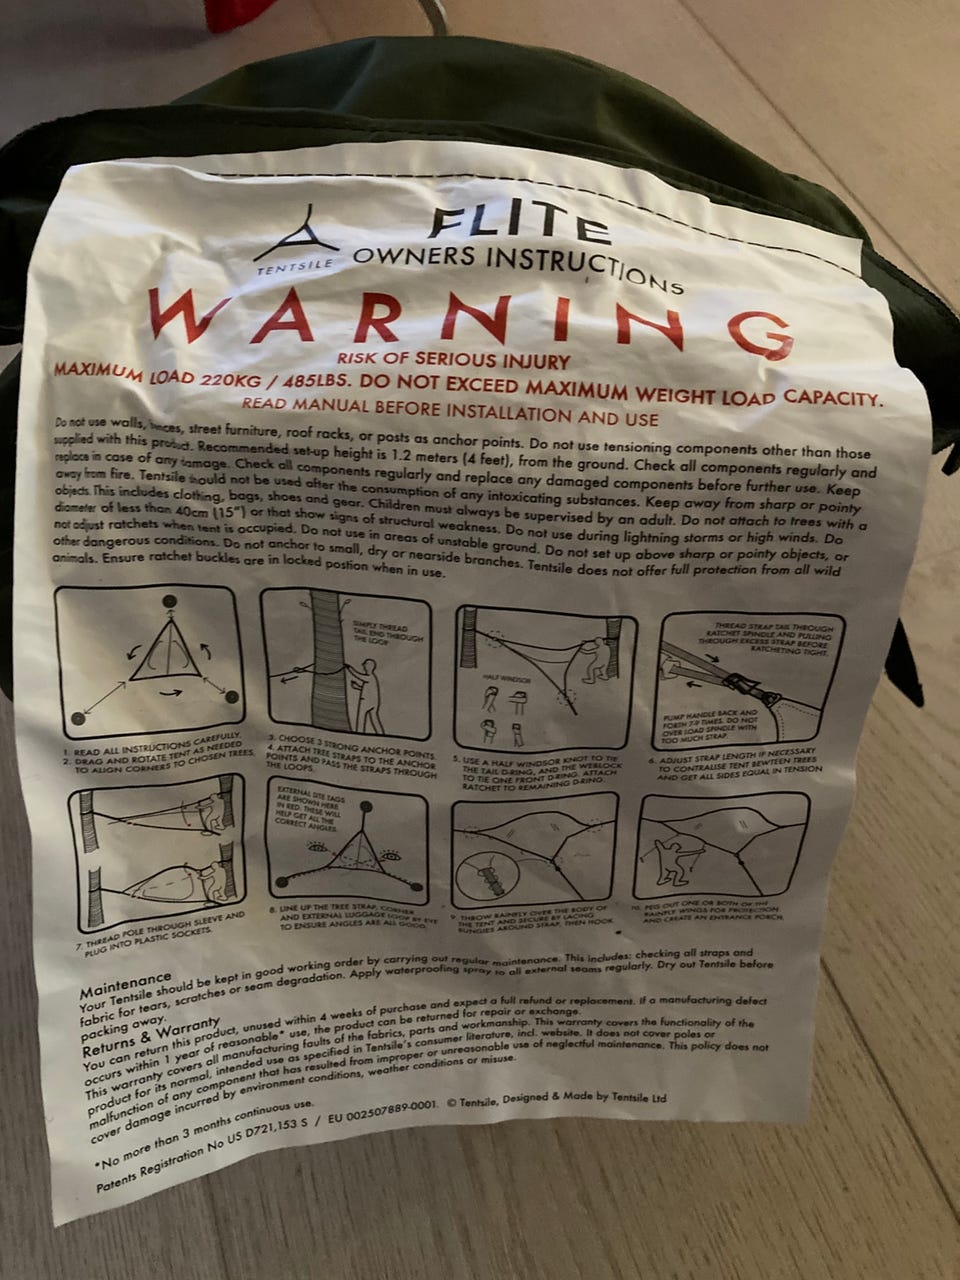 FLITE
TENTSILE
OWNERS INSTRUCTIONS
WARNING
RISK OF SERIOUS INJURY
MAXIMUM LOAD 220KG / 485LBS. DO NOT EXCEED MAXIMUM WEIGHT LOAD CAPACITY.
READ MANUAL BEFORE INSTALLATION AND USE
Do not use walls, fences, street furniture, roof racks, or posts as anchor points. Do not use tensioning components other than those
supplied with this product. Recommended set-up height is 1.2 meters (4 feet), from the ground. Check all components regularly and
replace in case of any damage. Check all components regularly and replace any damaged components before further use. Keep
away from fire. Tentsile should not be used after the consumption of any intoxicating substances. Keep away from sharp or pointy
objects. This includes clothing, bags, shoes and gear. Children must always be supervised by an adult. Do not attach to trees with a
diameter of less than 40cm (15") or that show signs of structural weakness. Do not use during lightning storms or high winds. Do
not adjust ratchets when tent is occupied. Do not use in areas of unstable ground. Do not set up above sharp or pointy objects, or
other dangerous conditions. Do not anchor to small, dry or nearside branches. Tentsile does not offer full protection from all wild
animals. Ensure ratchet buckles are in locked postion when in use.
SIMPLY THREAD
TAIL END THROUGH
THE LOOP
HALF WINDSOR
THREAD STRAP TAIL THROUGH
RATCHET SPINDLE AND PULLING
THROUGH EXCESS STRAP BEFORE
RATCHETING TIGHT.
PUMP HANDLE BACK AND
FORTH 7-9 TIMES. DO NOT
OVER LOAD SPINDLE WITH
TOO MUCH STRAP.
1. READ ALL INSTRUCTIONS CAREFULLY.
2. DRAG AND ROTATE TENT AS NEEDED
TO ALIGN CORNERS TO CHOSEN TREES.
3. CHOOSE 3 STRONG ANCHOR POINTS
4. ATTACH TREE STRAPS TO THE ANCHOR
POINTS AND PASS THE STRAPS THROUGH
THE LOOPS.
5. USE A HALF WINDSOR KNOT TO TIE
THE TAIL D-RING, AND THE WEBLOCK
TO TIE ONE FRONT D-RING. ATTACH
RATCHET TO REMAINING D-RING.
6. ADJUST STRAP LENGTH IF NECESSARY
TO CONTRALISE TENT BEWTEEN TREES
AND GET ALL SIDES EQUAL IN TENSION
EXTERNAL SITE TAGS
ARE SHOWN HERE
IN RED. THESE WILL
HELP GET ALL THE
CORRECT ANGLES.
7. THREAD POLE THROUGH SLEEVE AND
PLUG INTO PLASTIC SOCKETS.
8. LINE UP THE TREE STRAP, CORNER
AND EXTERNAL LUGGAGE LOOP BY EYE
TO ENSURE ANGLES ARE ALL GOOD.
9. THROW RAINFLY OVER THE BODY OF
THE TENT AND SECURE BY LACING
BUNGIES AROUND STRAP, THEN HOOK.
10. PEG OUT ONE OR BOTH OF THE
RAINFLY WINGS FOR PROTECTION
AND CREATE AN ENTRANCE PORCH.
Maintenance
Your Tentsile should be kept in good working order by carrying out regular maintenance. This includes: checking all straps and
fabric for tears, scratches or seam degradation. Apply waterproofing spray to all external seams regularly. Dry out Tentsile before
packing away.
Returns & Warranty
You can return this product, unused within 4 weeks of purchase and expect a full refund or replacement. If a manufacturing defect
occurs within 1 year of reasonable* use, the product can be returned for repair or exchange.
This warranty covers all manufacturing faults of the fabrics, parts and workmanship. This warranty covers the functionality of the
product for its normal, intended use as specified in Tentsile's consumer literature, incl. website. It does not cover poles or
malfunction of any component that has resulted from improper or unreasonable use of neglectful maintenance. This policy does not
cover damage incurred by environment conditions, weather conditions or misuse.
*No more than 3 months continuous use.
Patents Registration No US D721,153 S / EU 002507889-0001. © Tentsile, Designed & Made by Tentsile Ltd